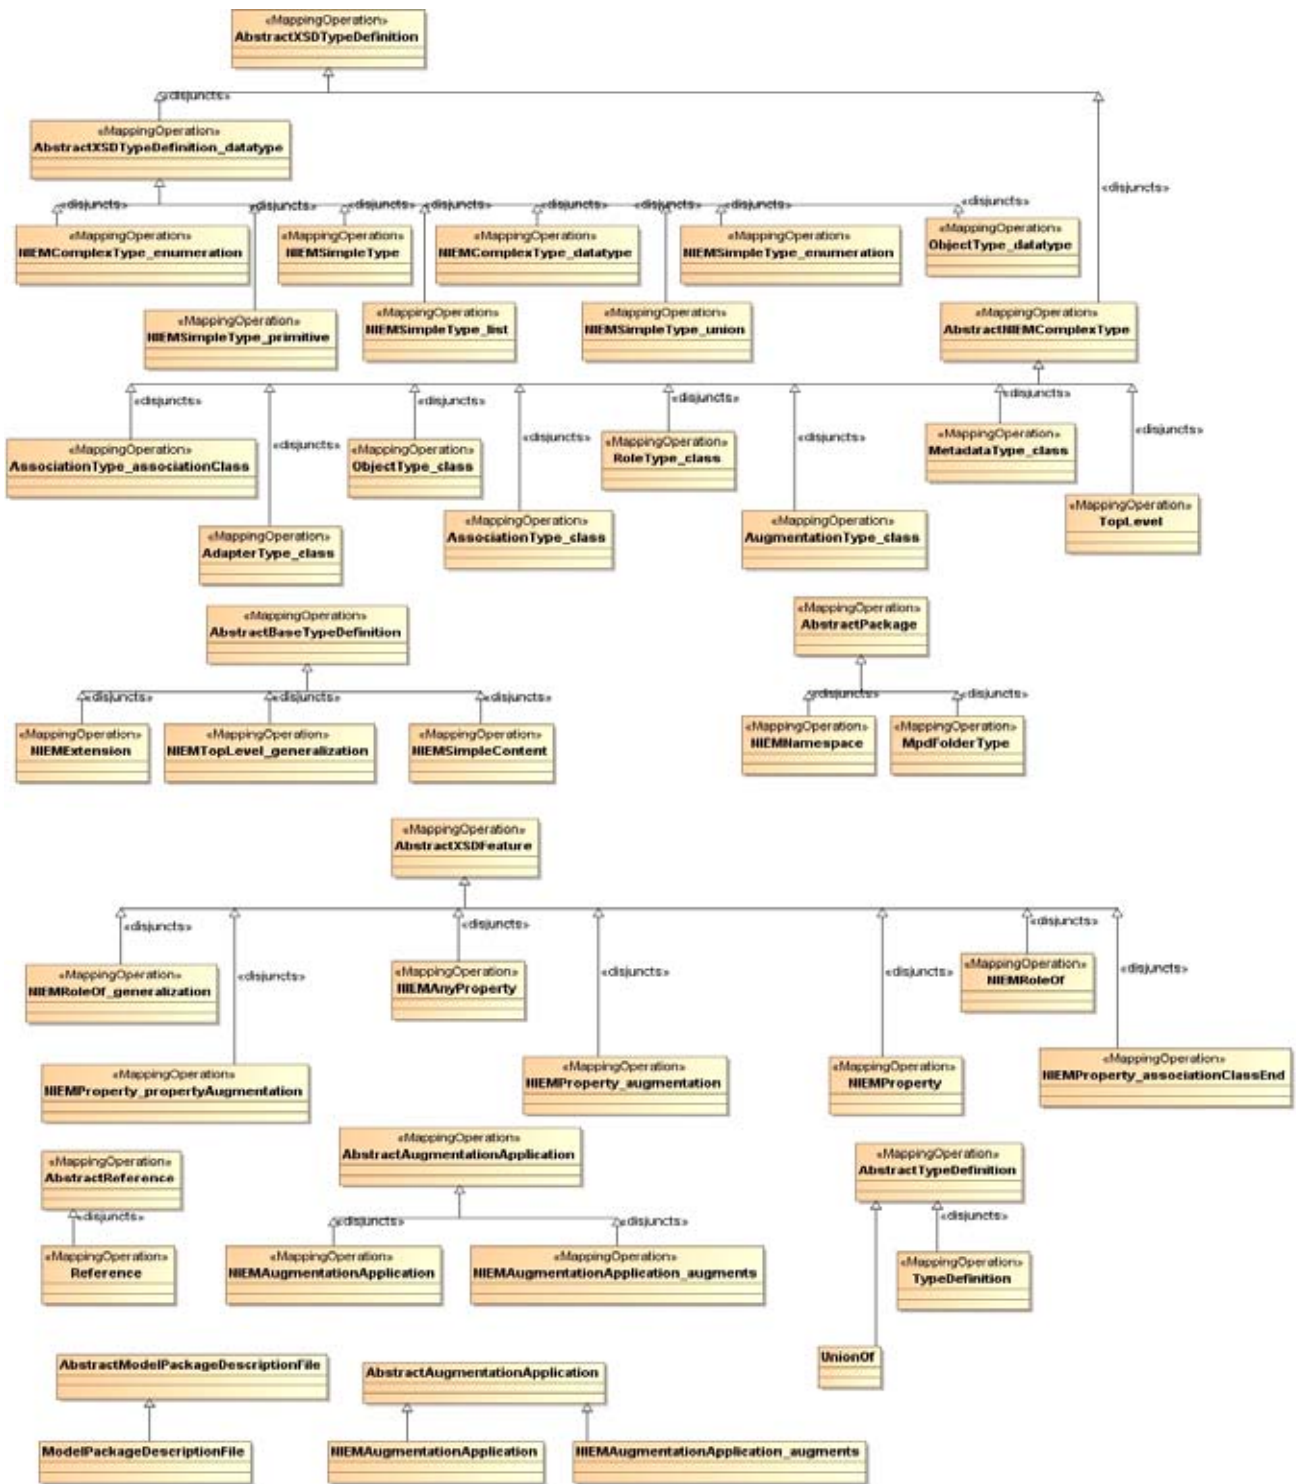 «MappingOperation»
AbstractXSDTypeDefinition
«disjuncts»
«MappingOperation»
AbstractXSDTypeDefinition_datatype
«disjuncts»
«disjuncts» «disjuncts» «disjuncts» «disjuncts» «disjuncts» «disjuncts» «disjuncts» «disjuncts»
«MappingOperation»
NIEMComplexType_enumeration
«MappingOperation»
NIEMSimpleType
«MappingOperation»
NIEMComplexType_datatype
«MappingOperation»
NIEMSimpleType_enumeration
«MappingOperation»
ObjectType_datatype
«MappingOperation»
NIEMSimpleType_primitive
«MappingOperation»
NIEMSimpleType_list
«MappingOperation»
NIEMSimpleType_union
«MappingOperation»
AbstractNIEMComplexType
«disjuncts» «disjuncts» «disjuncts» «disjuncts»
«disjuncts» «disjuncts» «disjuncts» «disjuncts»
«MappingOperation»
AssociationType_associationClass
«MappingOperation»
ObjectType_class
«MappingOperation»
RoleType_class
«MappingOperation»
MetadataType_class
«MappingOperation»
AdapterType_class
«MappingOperation»
AssociationType_class
«MappingOperation»
AugmentationType_class
«MappingOperation»
TopLevel
«MappingOperation»
AbstractBaseTypeDefinition
«MappingOperation»
AbstractPackage
«disjuncts» «disjuncts» «disjuncts»
«disjuncts» «disjuncts»
«MappingOperation»
NIEMExtension
«MappingOperation»
NIEMTopLevel_generalization
«MappingOperation»
NIEMSimpleContent
«MappingOperation»
NIEMNamespace
«MappingOperation»
MpdFolderType
«MappingOperation»
AbstractXSDFeature
«disjuncts» «disjuncts» «disjuncts»
«disjuncts» «disjuncts» «disjuncts» «disjuncts»
«MappingOperation»
NIEMRoleOf_generalization
«MappingOperation»
NIEMAnyProperty
«MappingOperation»
NIEMRoleOf
«MappingOperation»
NIEMProperty_propertyAugmentation
«MappingOperation»
NIEMProperty_augmentation
«MappingOperation»
NIEMProperty
«MappingOperation»
NIEMProperty_associationClassEnd
«MappingOperation»
AbstractReference
«MappingOperation»
AbstractAugmentationApplication
«MappingOperation»
AbstractTypeDefinition
«disjuncts» «disjuncts» «disjuncts» «disjuncts»
«MappingOperation»
Reference
«MappingOperation»
NIEMAugmentationApplication
«MappingOperation»
NIEMAugmentationApplication_augments
«MappingOperation»
TypeDefinition
UnionOf
AbstractModelPackageDescriptionFile
AbstractAugmentationApplication
ModelPackageDescriptionFile
NIEMAugmentationApplication
NIEMAugmentationApplication_augments